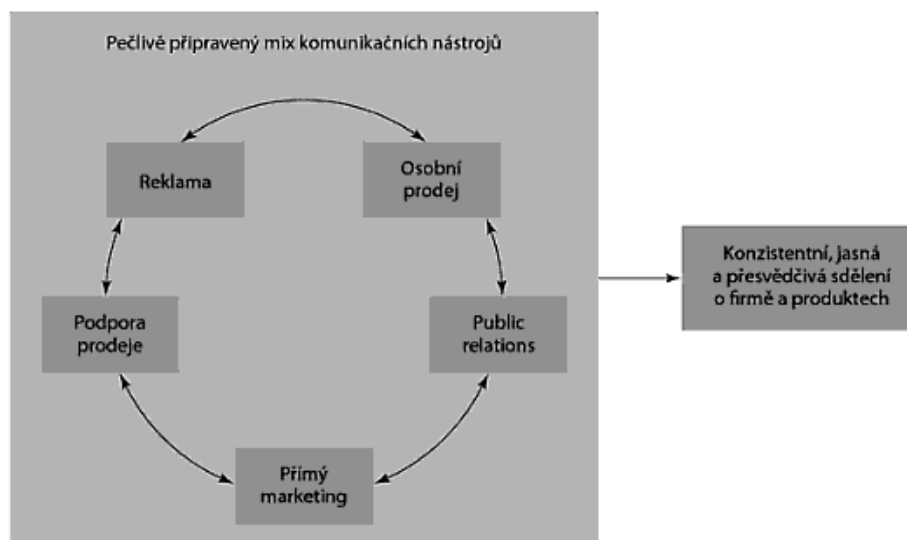 Pečlivě připravený mix komunikačních nástrojů
Reklama
Osobní
prodej
Podpora
prodeje
Public
relations
Přímý
marketing
Konzistentní, jasná
a přesvědčivá sdělení
o firmě a produktech